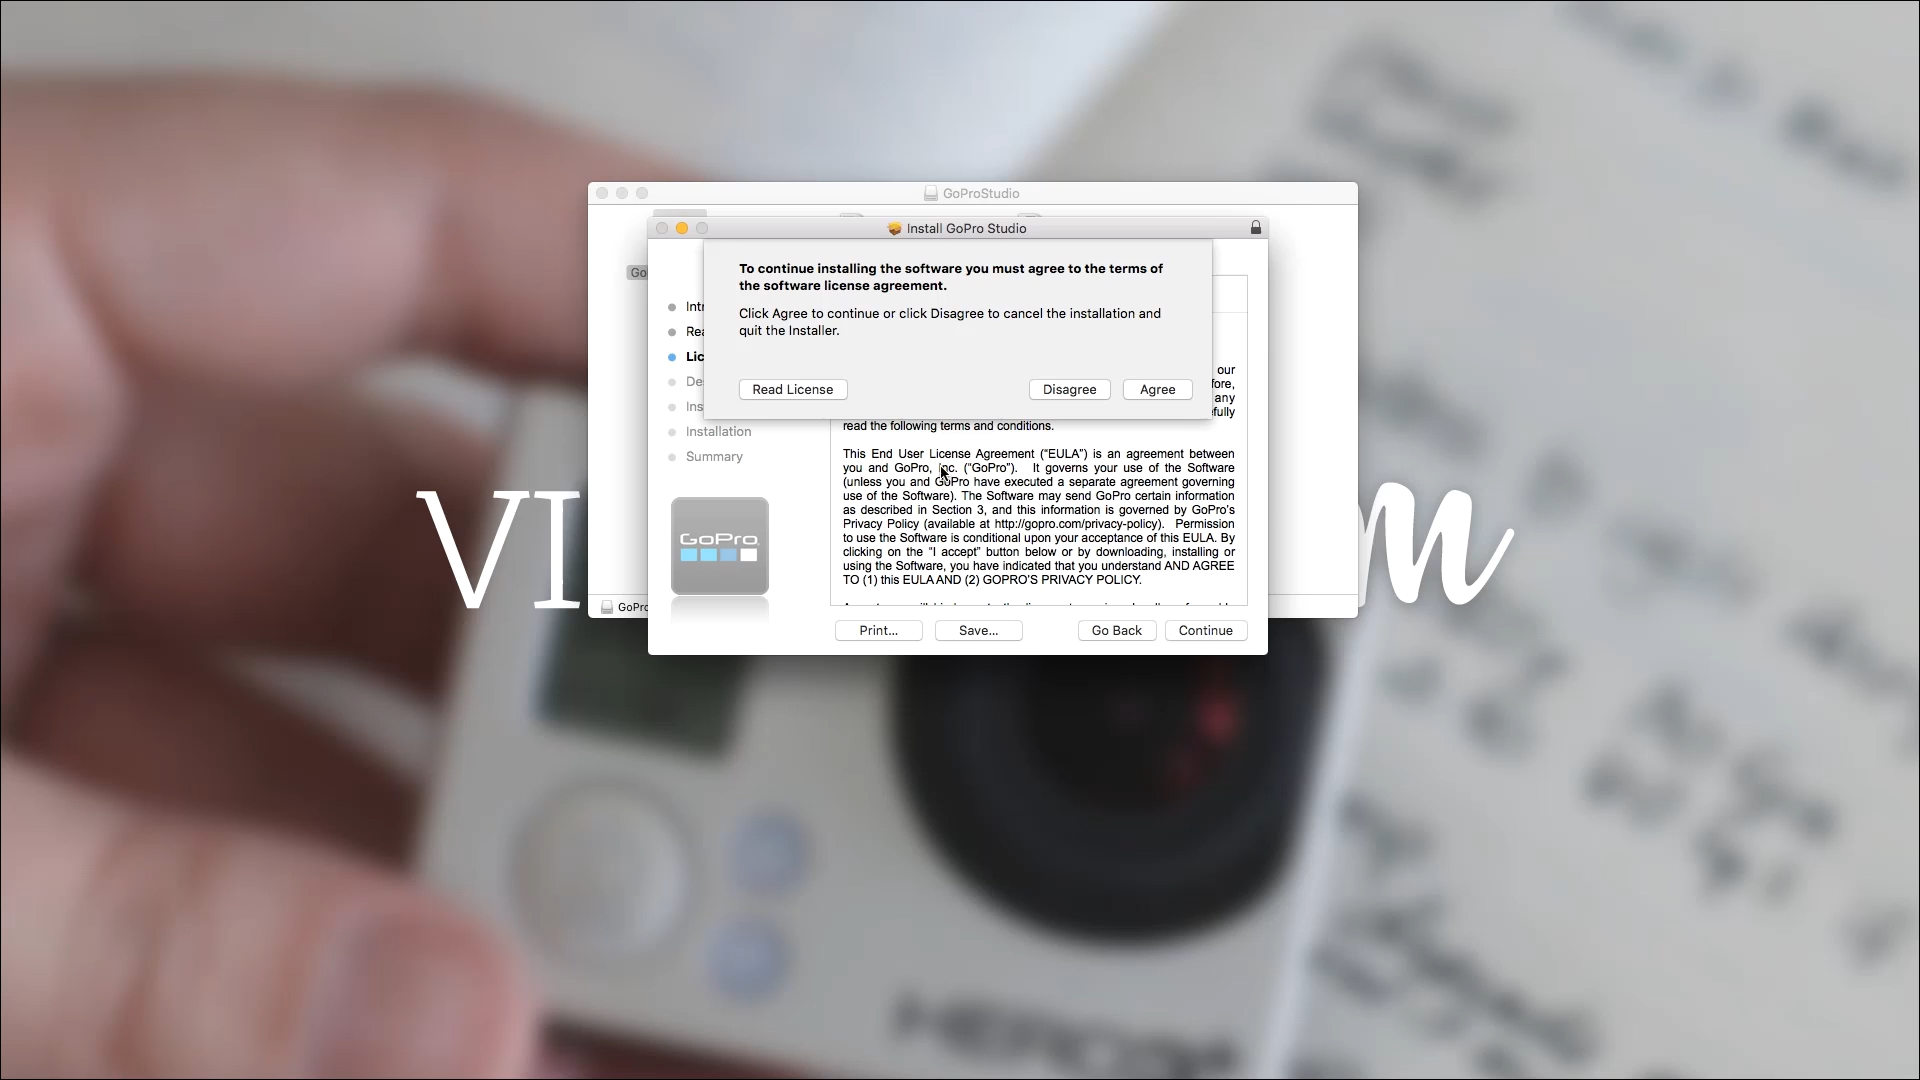 GoProStudio
Install GoPro Studio
Go
To continue installing the software you must agree to the terms of
the software license agreement.
Click Agree to continue or click Disagree to cancel the installation and
quit the Installer.
Read License
Disagree
Agree
Intr
Rea
Lic
Des
Ins
Installation
Summary
our
fore,
any
efully
read the following terms and conditions.
This End User License Agreement (“EULA”) is an agreement between
you and GoPro, Inc. (“GoPro”). It governs your use of the Software
(unless you and GoPro have executed a separate agreement governing
use of the Software). The Software may send GoPro certain information
as described in Section 3, and this information is governed by GoPro’s
Privacy Policy (available at http://gopro.com/privacy-policy). Permission
to use the Software is conditional upon your acceptance of this EULA. By
clicking on the “I accept” button below or by downloading, installing or
using the Software, you have indicated that you understand AND AGREE
TO (1) this EULA AND (2) GOPRO’S PRIVACY POLICY.
GoPro
GoPro
Print...
Save...
Go Back
Continue
VI
m